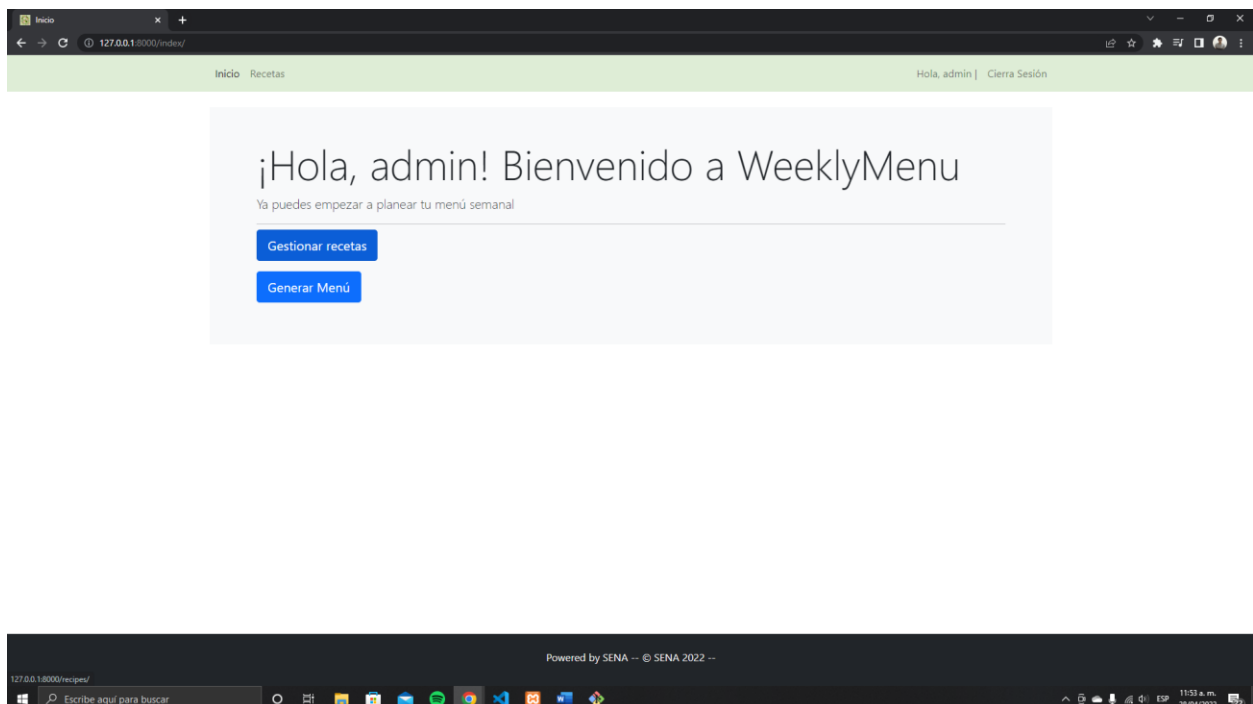 Inicio
127.0.0.1:8000/index/
Inicio Recetas Hola, admin | Cierra Sesión
¡Hola, admin! Bienvenido a WeeklyMenu
Ya puedes empezar a planear tu menú semanal
Gestionar recetas
Generar Menú
Powered by SENA -- © SENA 2022 --
127.0.0.1:8000/recipes/
Escribe aquí para buscar
ESP
11:53 a. m.